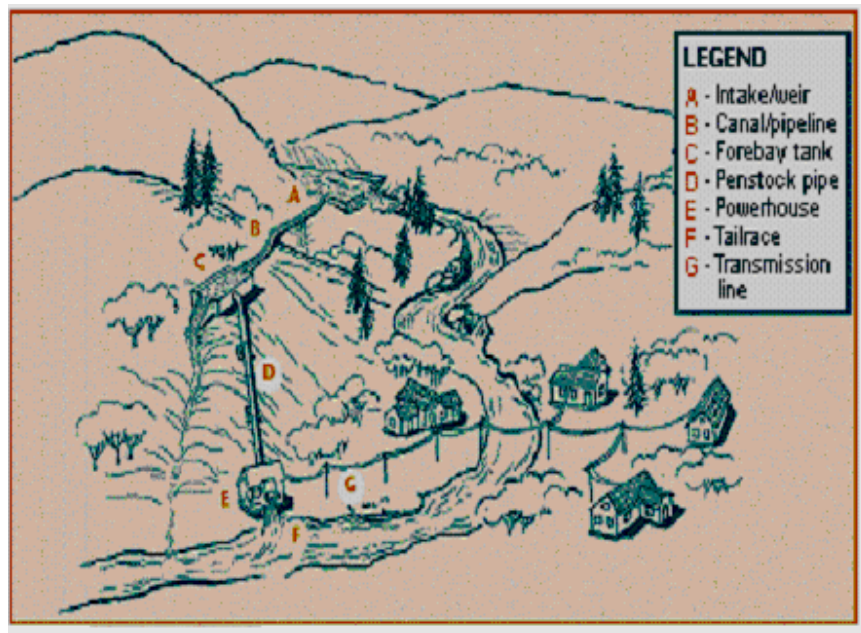 LEGEND
A - Intake/weir
B - Canal/pipeline
C - Forebay tank
D - Penstock pipe
E - Powerhouse
F - Tailrace
G - Transmission
line
A
B
C
D
G
E
F